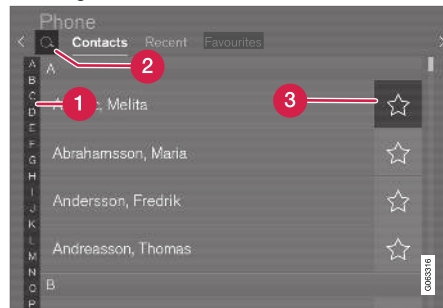 Phone
Contacts Recent Favourites
2
A
B
C
D
E
F
G
H
I
J
K
L
M
N
O
P
A
1
Melita
3
Abrahamsson, Maria
Andersson, Fredrik
Andreasson, Thomas
B
G063316